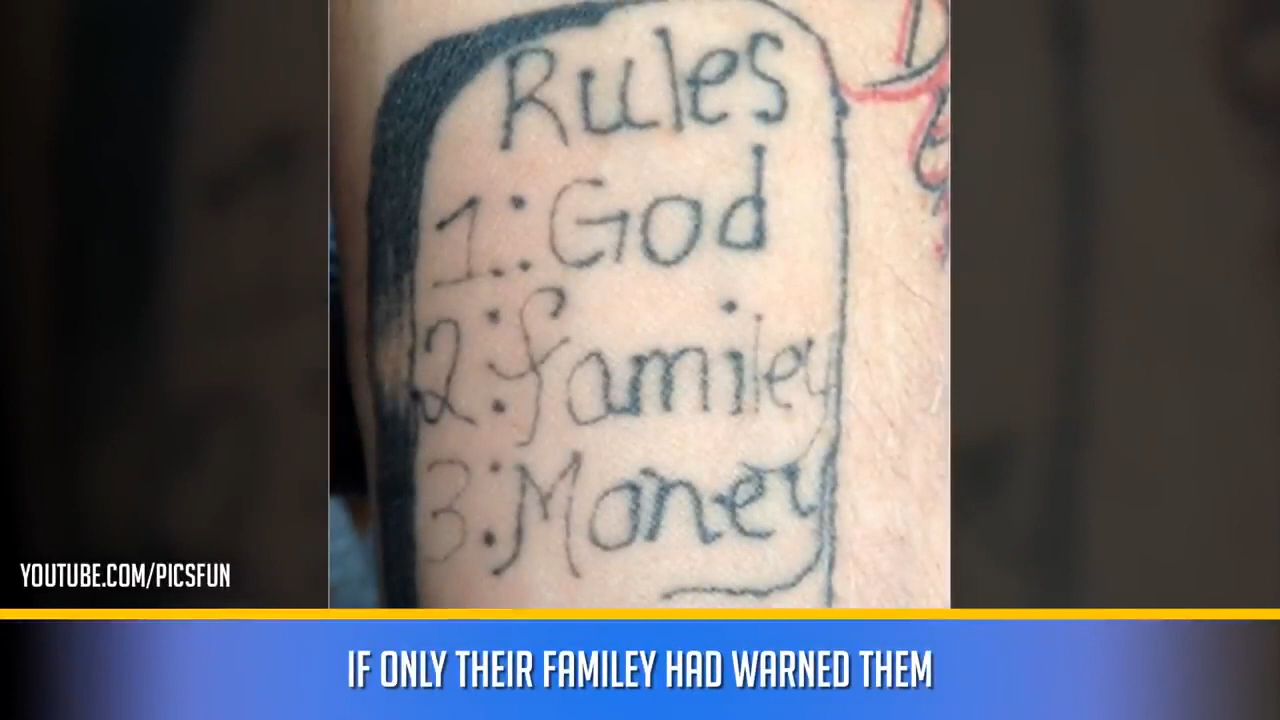 Rules
1: God
2: familey
3: Money
YOUTUBE.COM/PICSFUN
IF ONLY THEIR FAMILEY HAD WARNED THEM